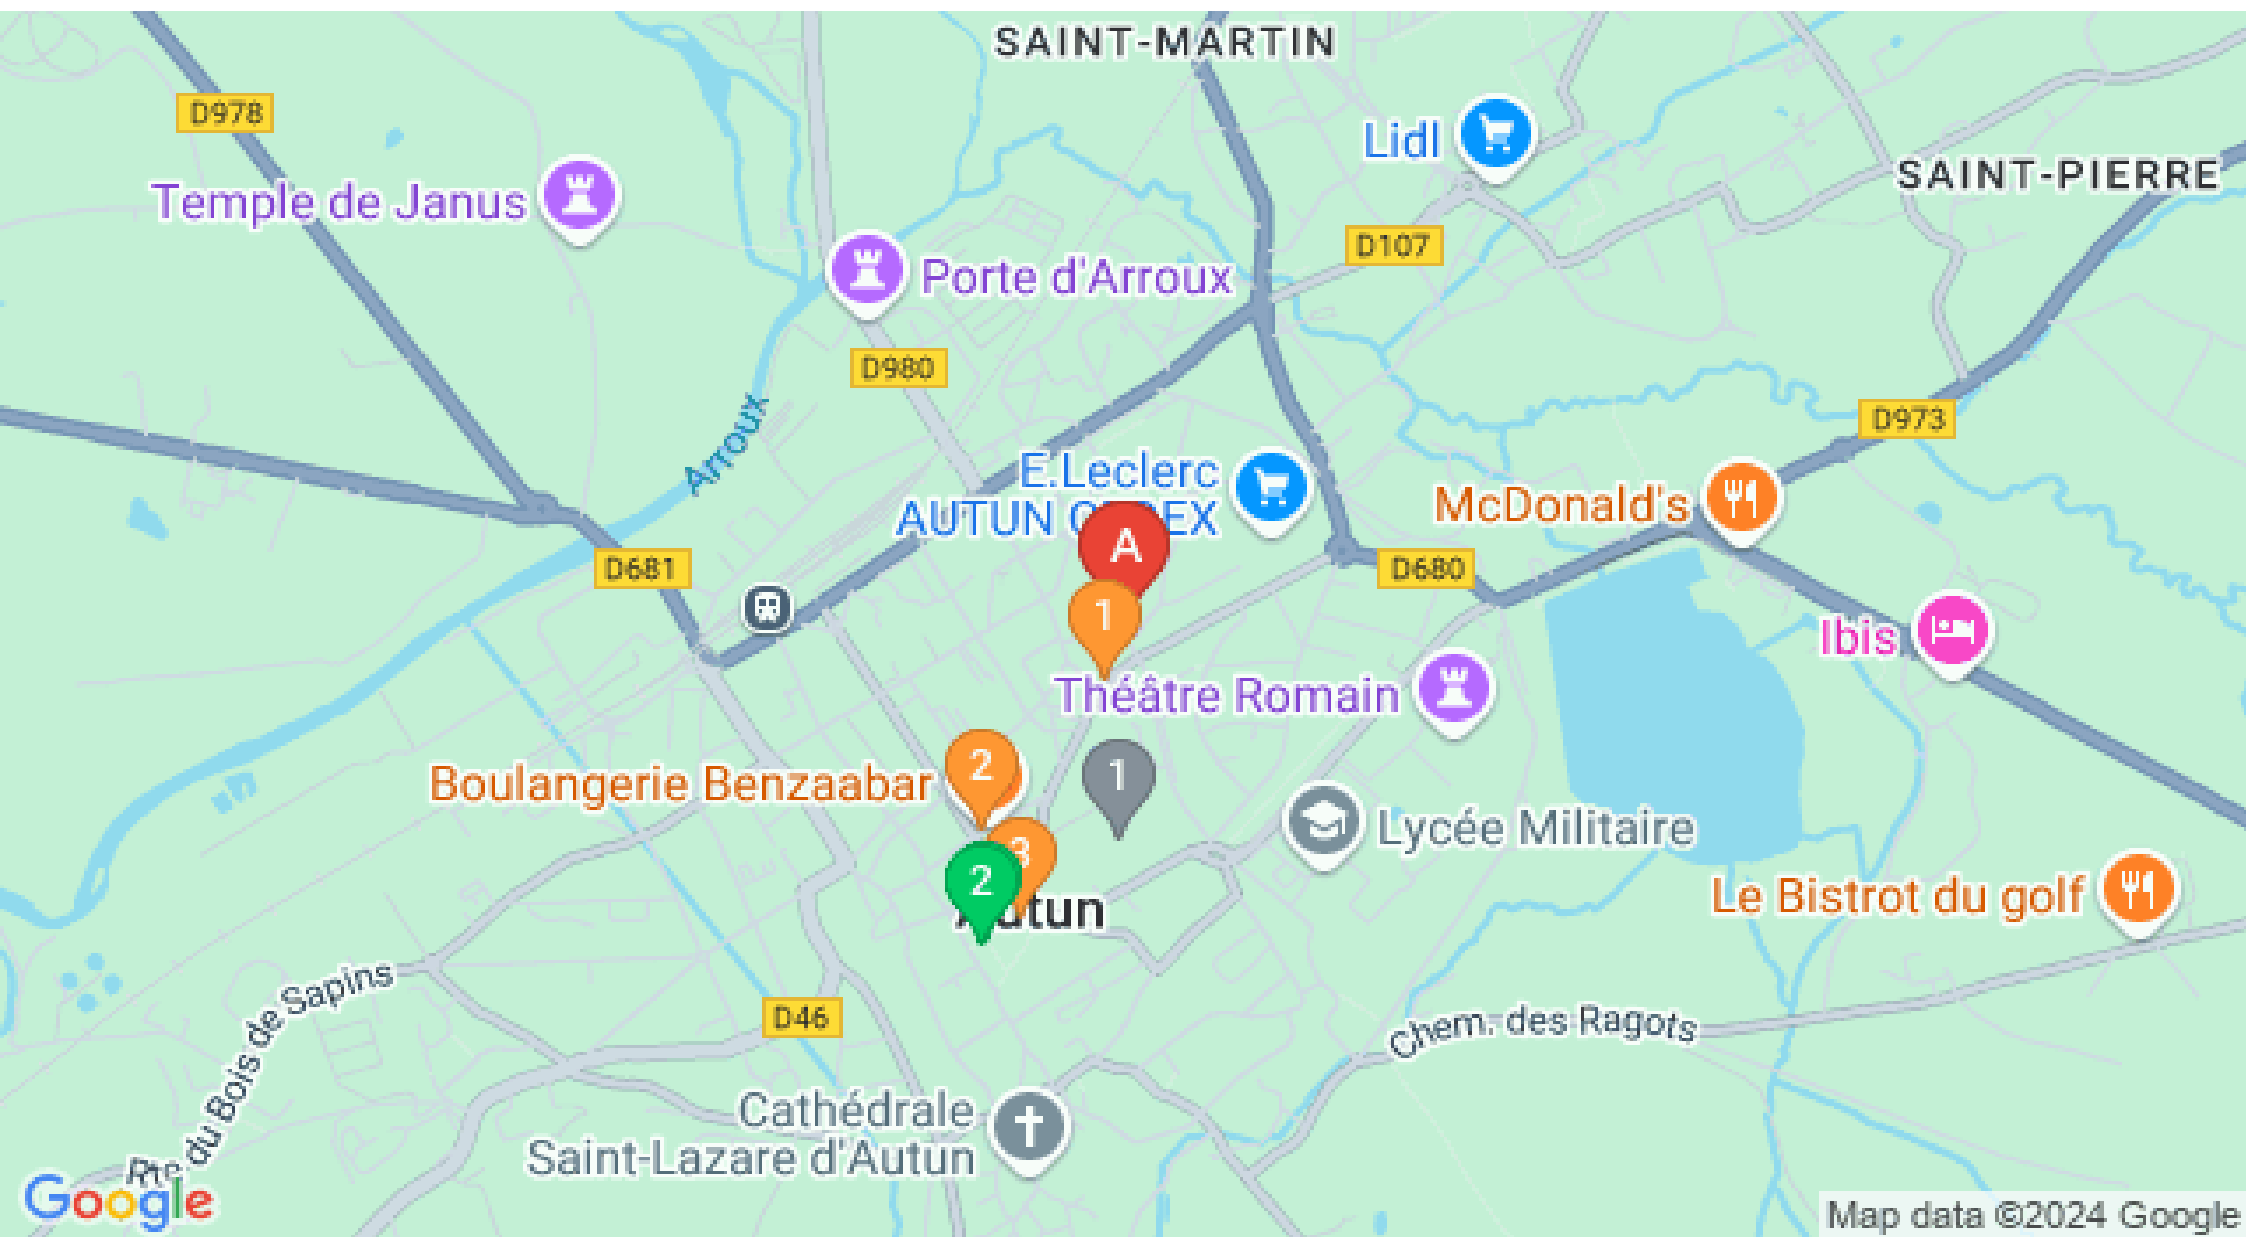 SAINT-MARTIN
D978
Lidl
SAINT-PIERRE
Temple de Janus
D107
Porte d'Arroux
D980
D973
Arroux
E.Leclerc
AUTUN
EX
McDonald's
A
D681
D680
1
Ibis
Théâtre Romain
2
1
Boulangerie Benzaabar
Lycée Militaire
3
2
Autun
Le Bistrot du golf
Rte du Bois de Sapins
D46
Chem. des Ragots
Cathédrale
Saint-Lazare d'Autun
Google
Map data ©2024 Google